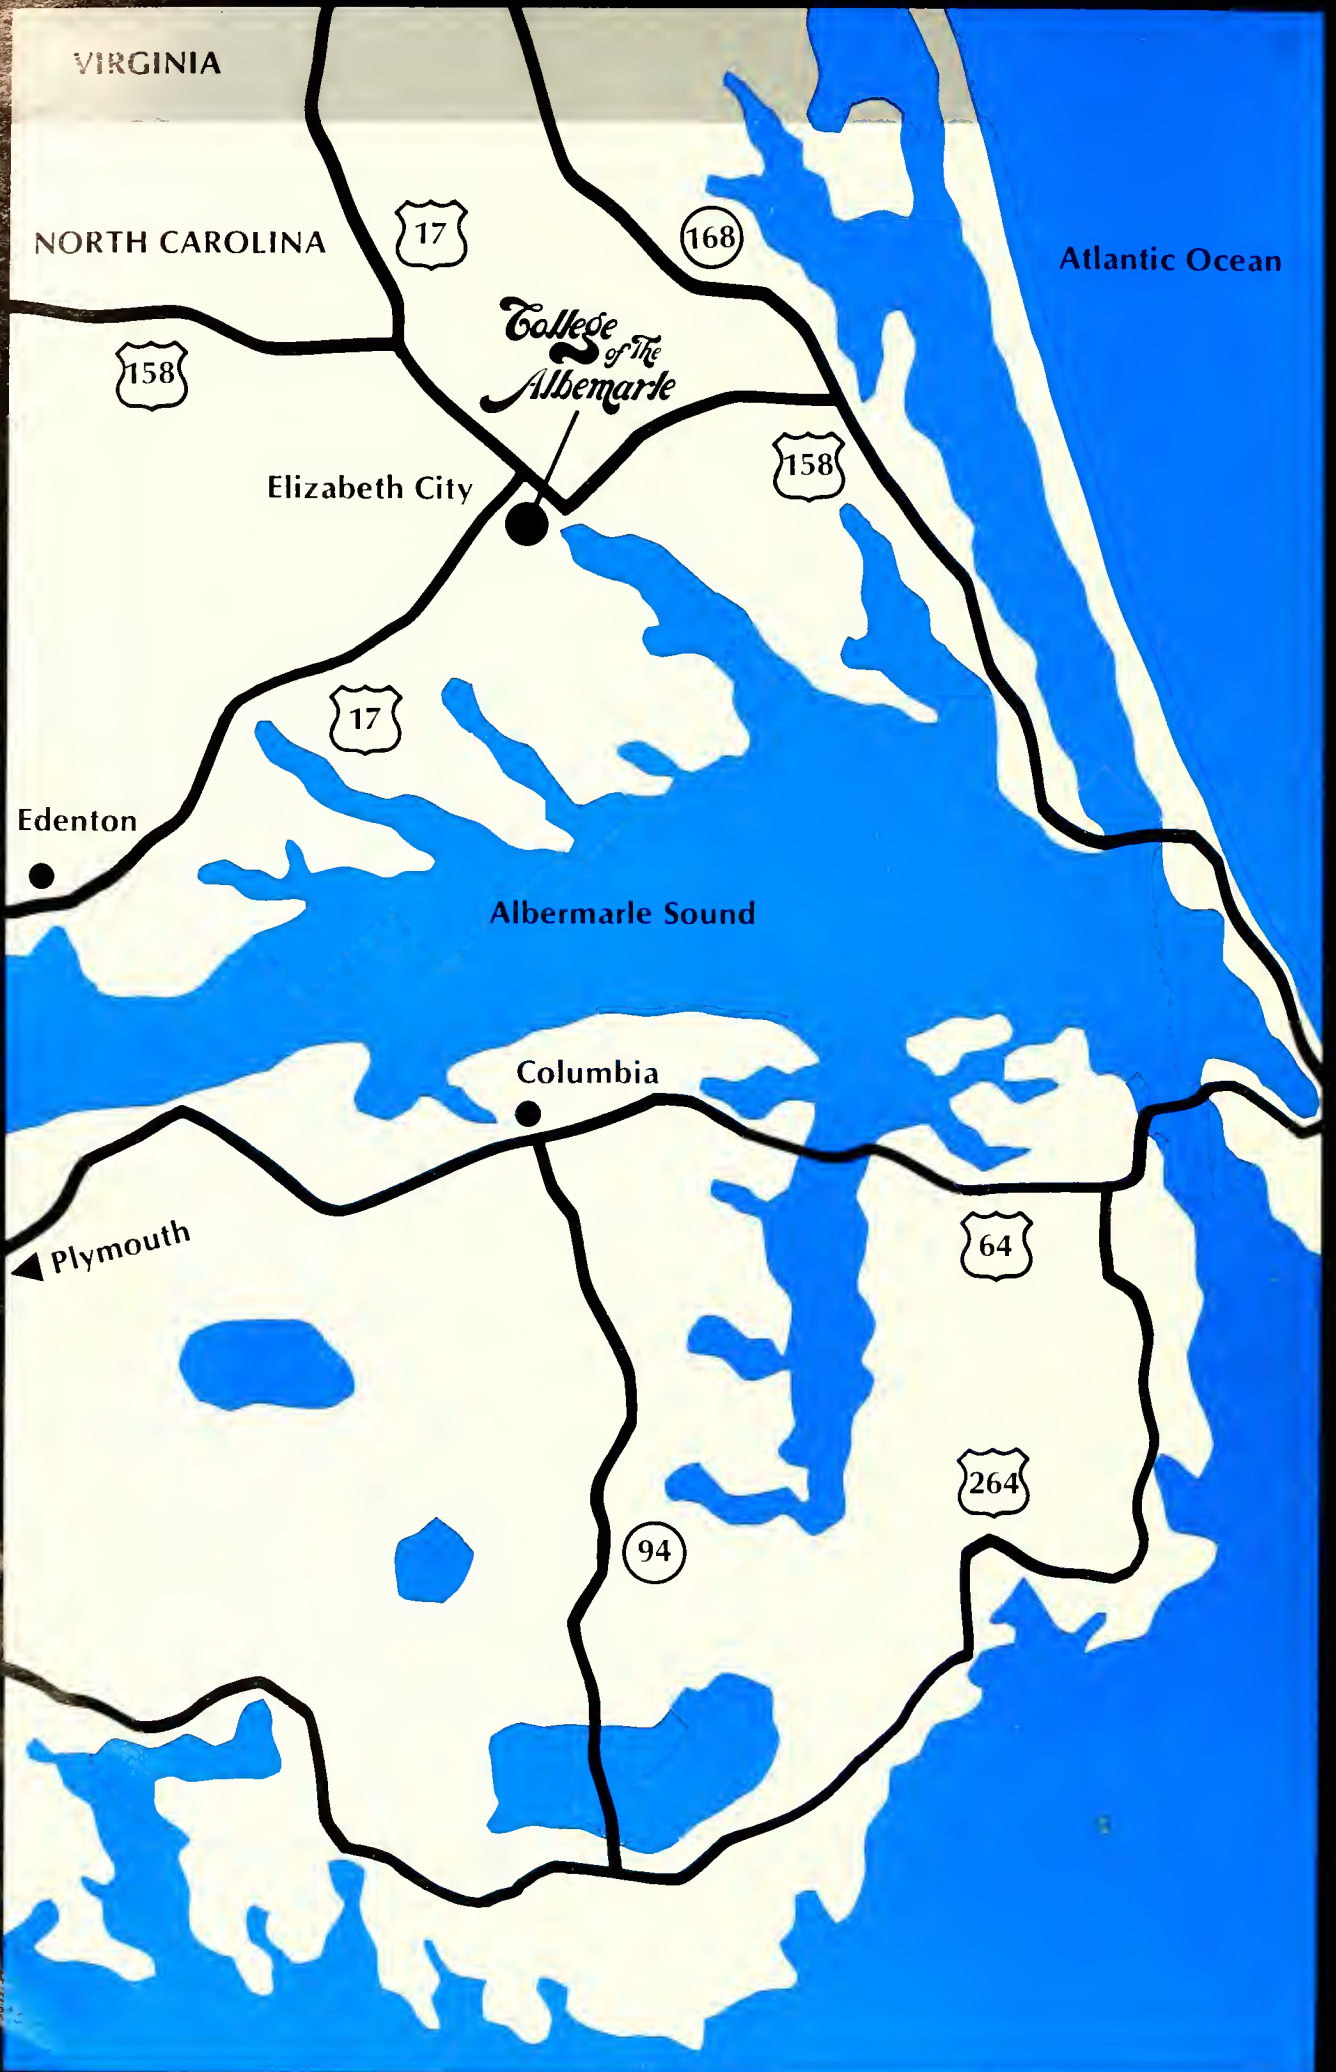 VIRGINIA
NORTH CAROLINA
17
168
Atlantic Ocean
158
College
of The
Albemarle
158
Elizabeth City
17
Edenton
Albermarle Sound
Columbia
Plymouth
64
264
94